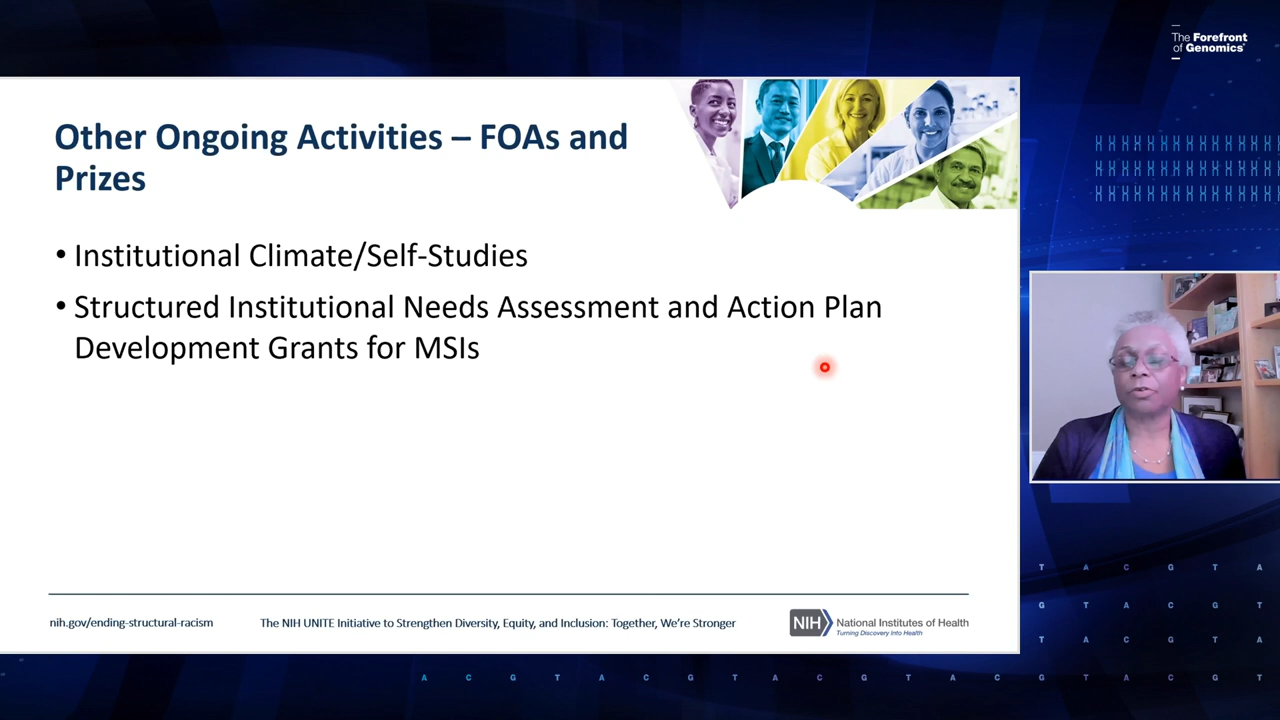 The Forefront
of Genomics®
Other Ongoing Activities – FOAs and
Prizes
• Institutional Climate/Self-Studies
• Structured Institutional Needs Assessment and Action Plan
Development Grants for MSIs
nih.gov/ending-structural-racism
The NIH UNITE Initiative to Strengthen Diversity, Equity, and Inclusion: Together, We’re Stronger
NIH
National Institutes of Health
Turning Discovery Into Health
T A C G T A
G T A C G T
T A C G T A
A C G T A C G T A C G T A C G T A C G T